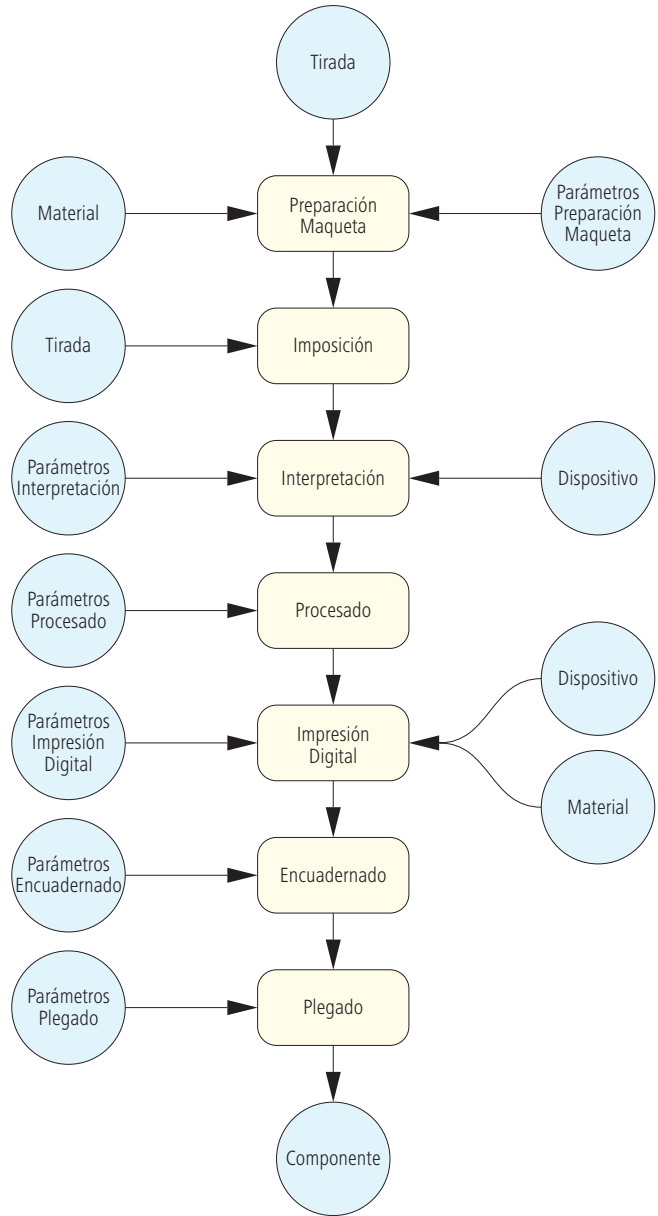 Tirada
Material
Preparación
Maqueta
Parámetros
Preparación
Maqueta
Tirada
Imposición
Parámetros
Interpretación
Interpretación
Dispositivo
Parámetros
Procesado
Procesado
Dispositivo
Parámetros
Impresión
Digital
Impresión
Digital
Material
Parámetros
Encuadernado
Encuadernado
Parámetros
Plegado
Plegado
Componente